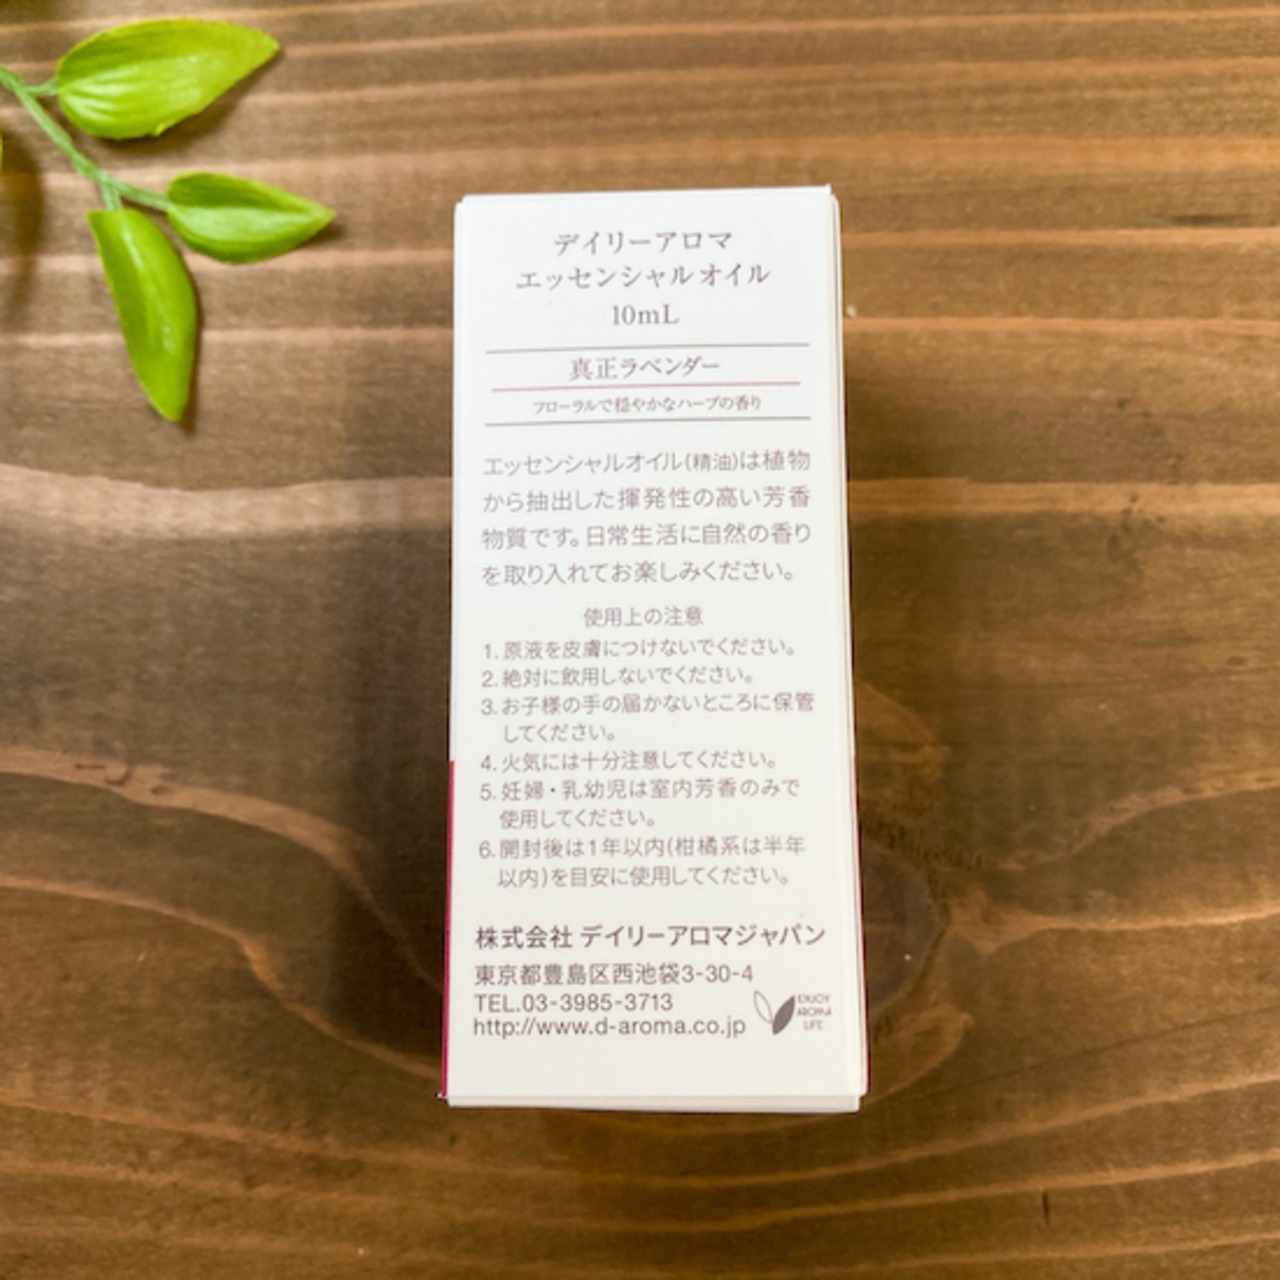 デイリーアロマ
エッセンシャルオイル
10mL
真正ラベンダー
フローラルで穏やかなハーブの香り
エッセンシャルオイル(精油)は植物
から抽出した揮発性の高い芳香
物質です。日常生活に自然の香り
を取り入れてお楽しみください。
使用上の注意
1. 原液を皮膚につけないでください。
2. 絶対に飲用しないでください。
3. お子様の手の届かないところに保管
してください。
4. 火気には十分注意してください。
5. 妊婦・乳幼児は室内芳香のみで
使用してください。
6. 開封後は1年以内(柑橘系は半年
以内)を目安に使用してください。
株式会社 デイリーアロマジャパン
東京都豊島区西池袋3-30-4
TEL.03-3985-3713
http://www.d-aroma.co.jp
ENJOY
AROMA
LIFE